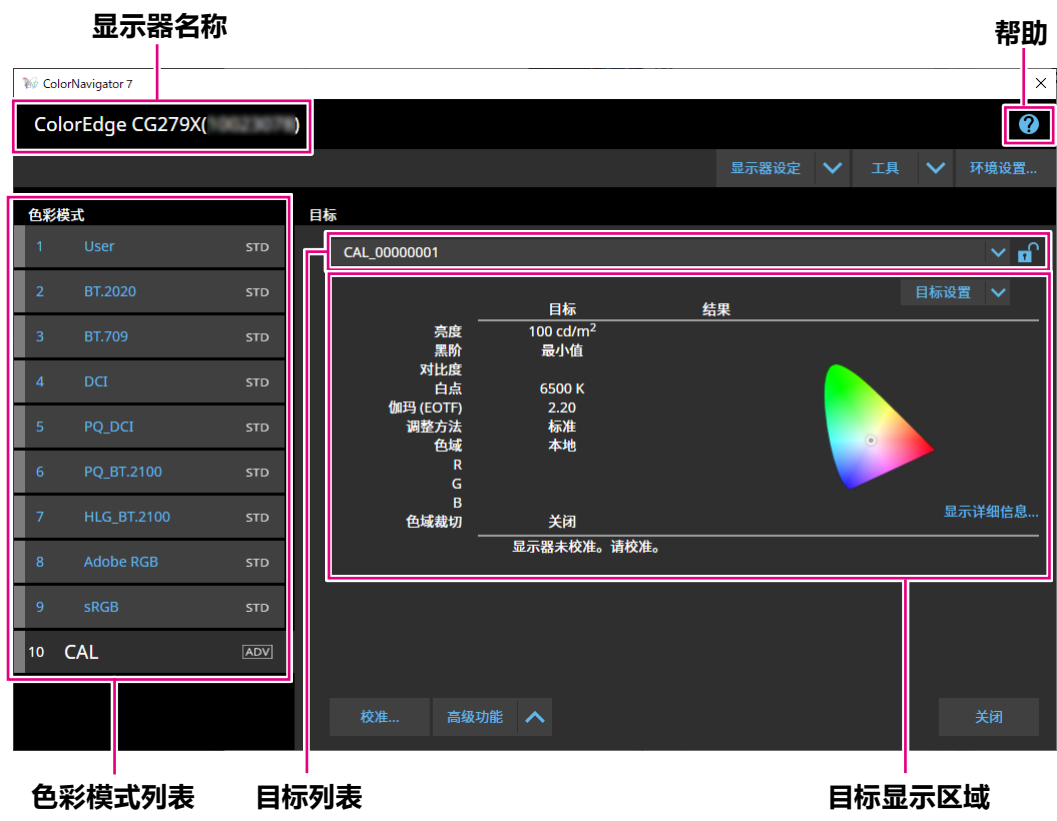 显示器名称
帮助
ColorNavigator 7
ColorEdge CG279X( )
显示器设定 工具 环境设置...
色彩模式 目标
1 User STD
2 BT.2020 STD
3 BT.709 STD
4 DCI STD
5 PQ_DCI STD
6 PQ_BT.2100 STD
7 HLG_BT.2100 STD
8 Adobe RGB STD
9 sRGB STD
10 CAL ADV
CAL_00000001
目标设置
目标 结果
亮度 100 cd/m²
黑阶 最小值
对比度
白点 6500 K
伽玛 (EOTF) 2.20
调整方法 标准
色域 本地
R
G
B
色域裁切 关闭
显示详细信息...
显示器未校准。请校准。
校准... 高级功能 关闭
色彩模式列表 目标列表 目标显示区域